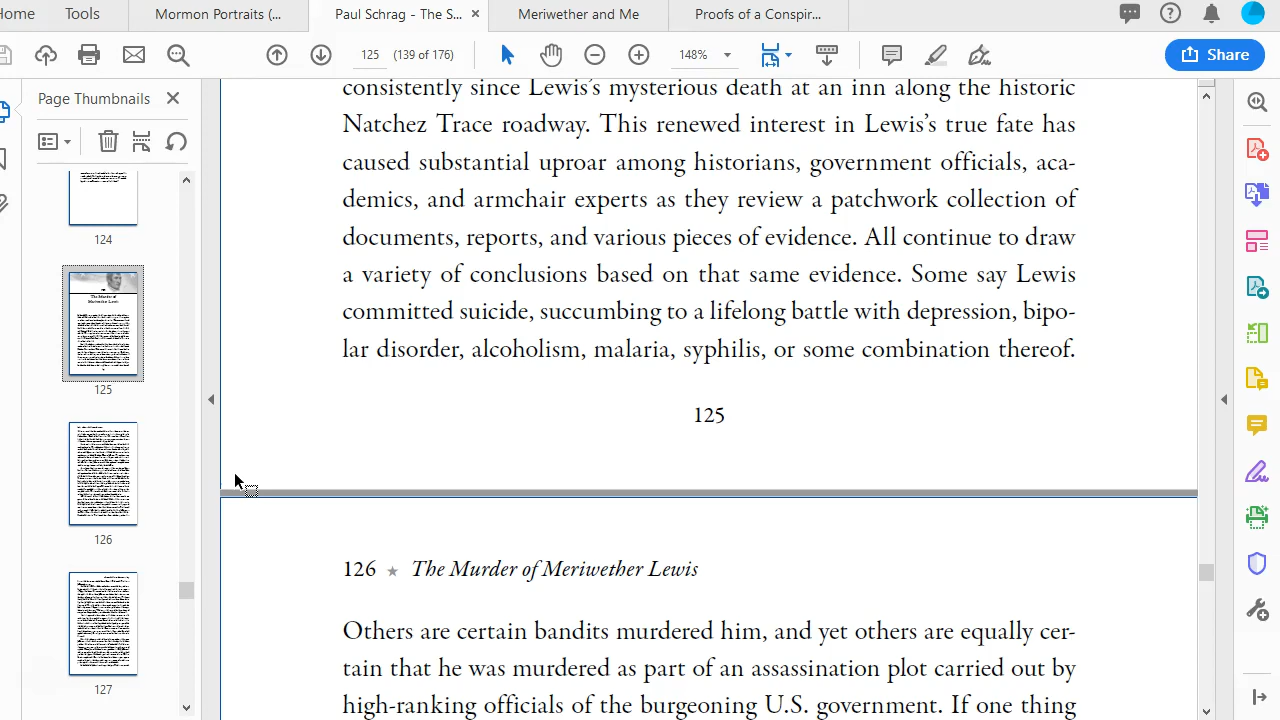 Home
Tools
Mormon Portraits (...
Paul Schrag - The S... ×
Meriwether and Me
Proofs of a Conspir...
125 (139 of 176)
148%
Share
Page Thumbnails
124
The Murder of
Meriwether Lewis
125
126
127
consistently since Lewis's mysterious death at an inn along the historic
Natchez Trace roadway. This renewed interest in Lewis's true fate has
caused substantial uproar among historians, government officials, aca-
demics, and armchair experts as they review a patchwork collection of
documents, reports, and various pieces of evidence. All continue to draw
a variety of conclusions based on that same evidence. Some say Lewis
committed suicide, succumbing to a lifelong battle with depression, bipo-
lar disorder, alcoholism, malaria, syphilis, or some combination thereof.
125
126 ★ The Murder of Meriwether Lewis
Others are certain bandits murdered him, and yet others are equally cer-
tain that he was murdered as part of an assassination plot carried out by
high-ranking officials of the burgeoning U.S. government. If one thing